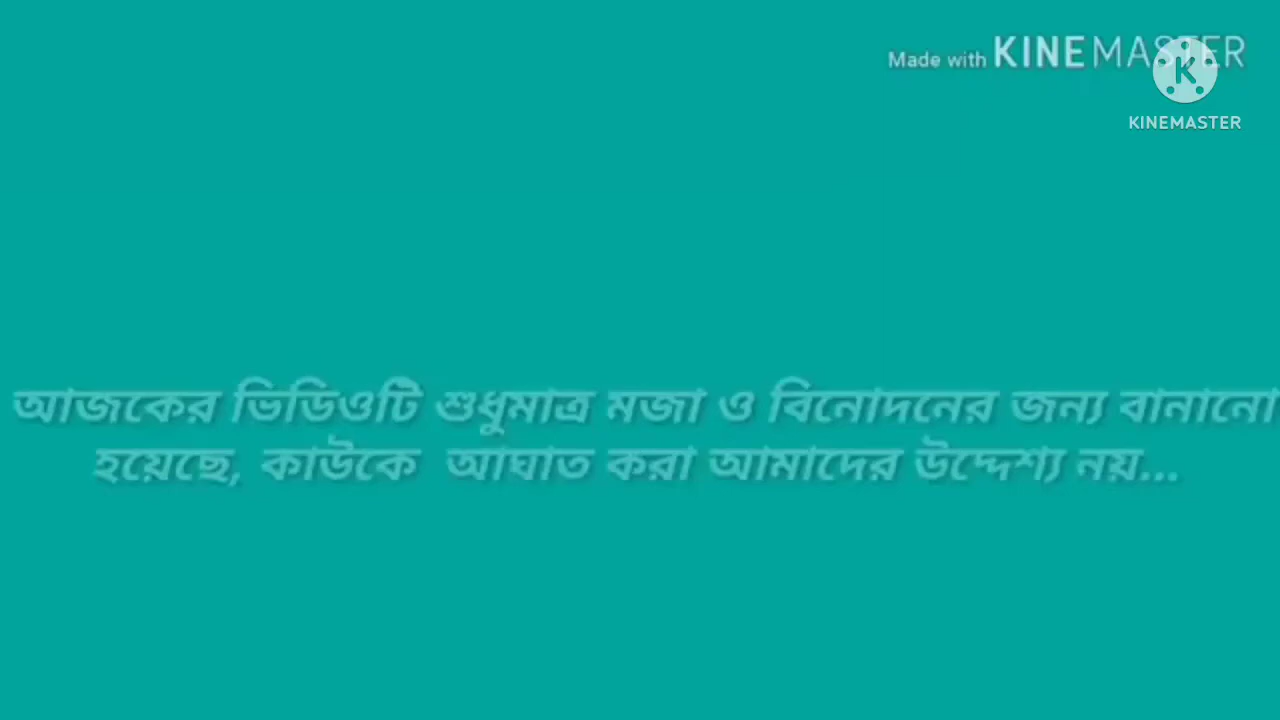 Made with KINEMASTER
KINEMASTER
আজকের ভিডিওটি শুধুমাত্র মজা ও বিনোদনের জন্য বানানো
হয়েছে, কাউকে আঘাত করা আমাদের উদ্দেশ্য নয়...